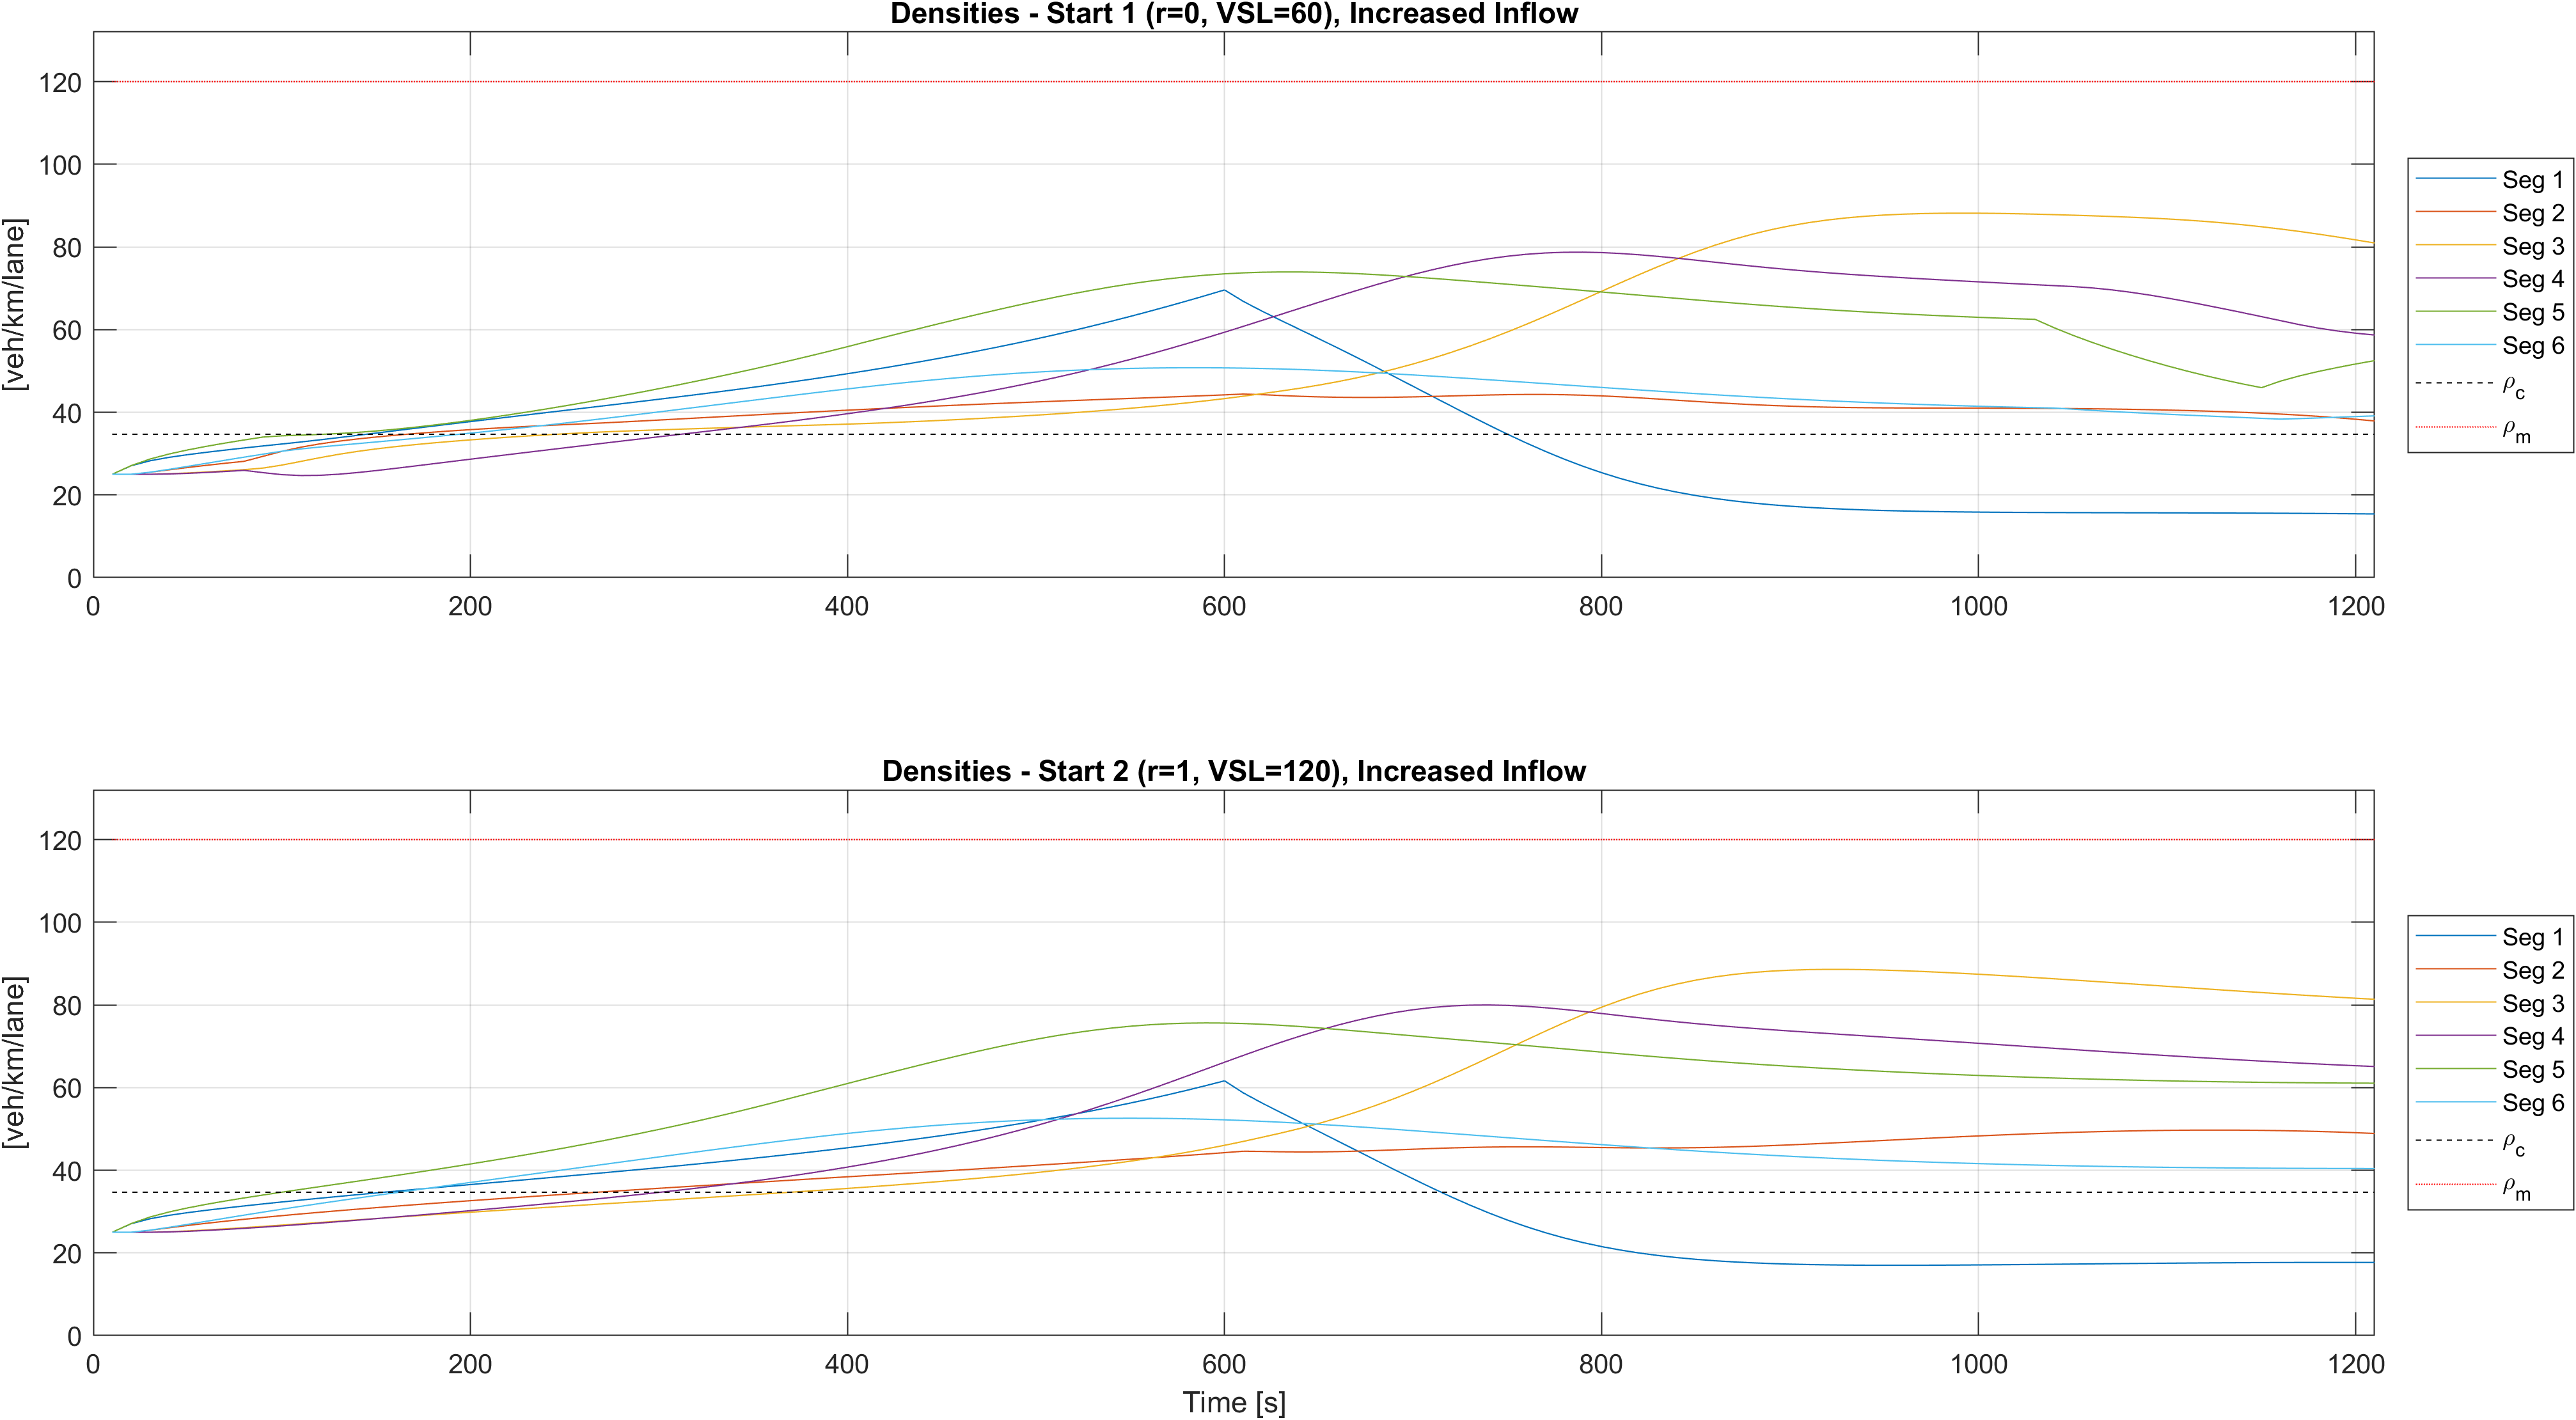 Densities - Start 1 (r=0, VSL=60), Increased Inflow
[veh/km/lane]
120
100
80
60
40
20
0
0 200 400 600 800 1000 1200
Seg 1
Seg 2
Seg 3
Seg 4
Seg 5
Seg 6
ρc
ρm
Densities - Start 2 (r=1, VSL=120), Increased Inflow
[veh/km/lane]
120
100
80
60
40
20
0
0 200 400 600 800 1000 1200
Time [s]
Seg 1
Seg 2
Seg 3
Seg 4
Seg 5
Seg 6
ρc
ρm